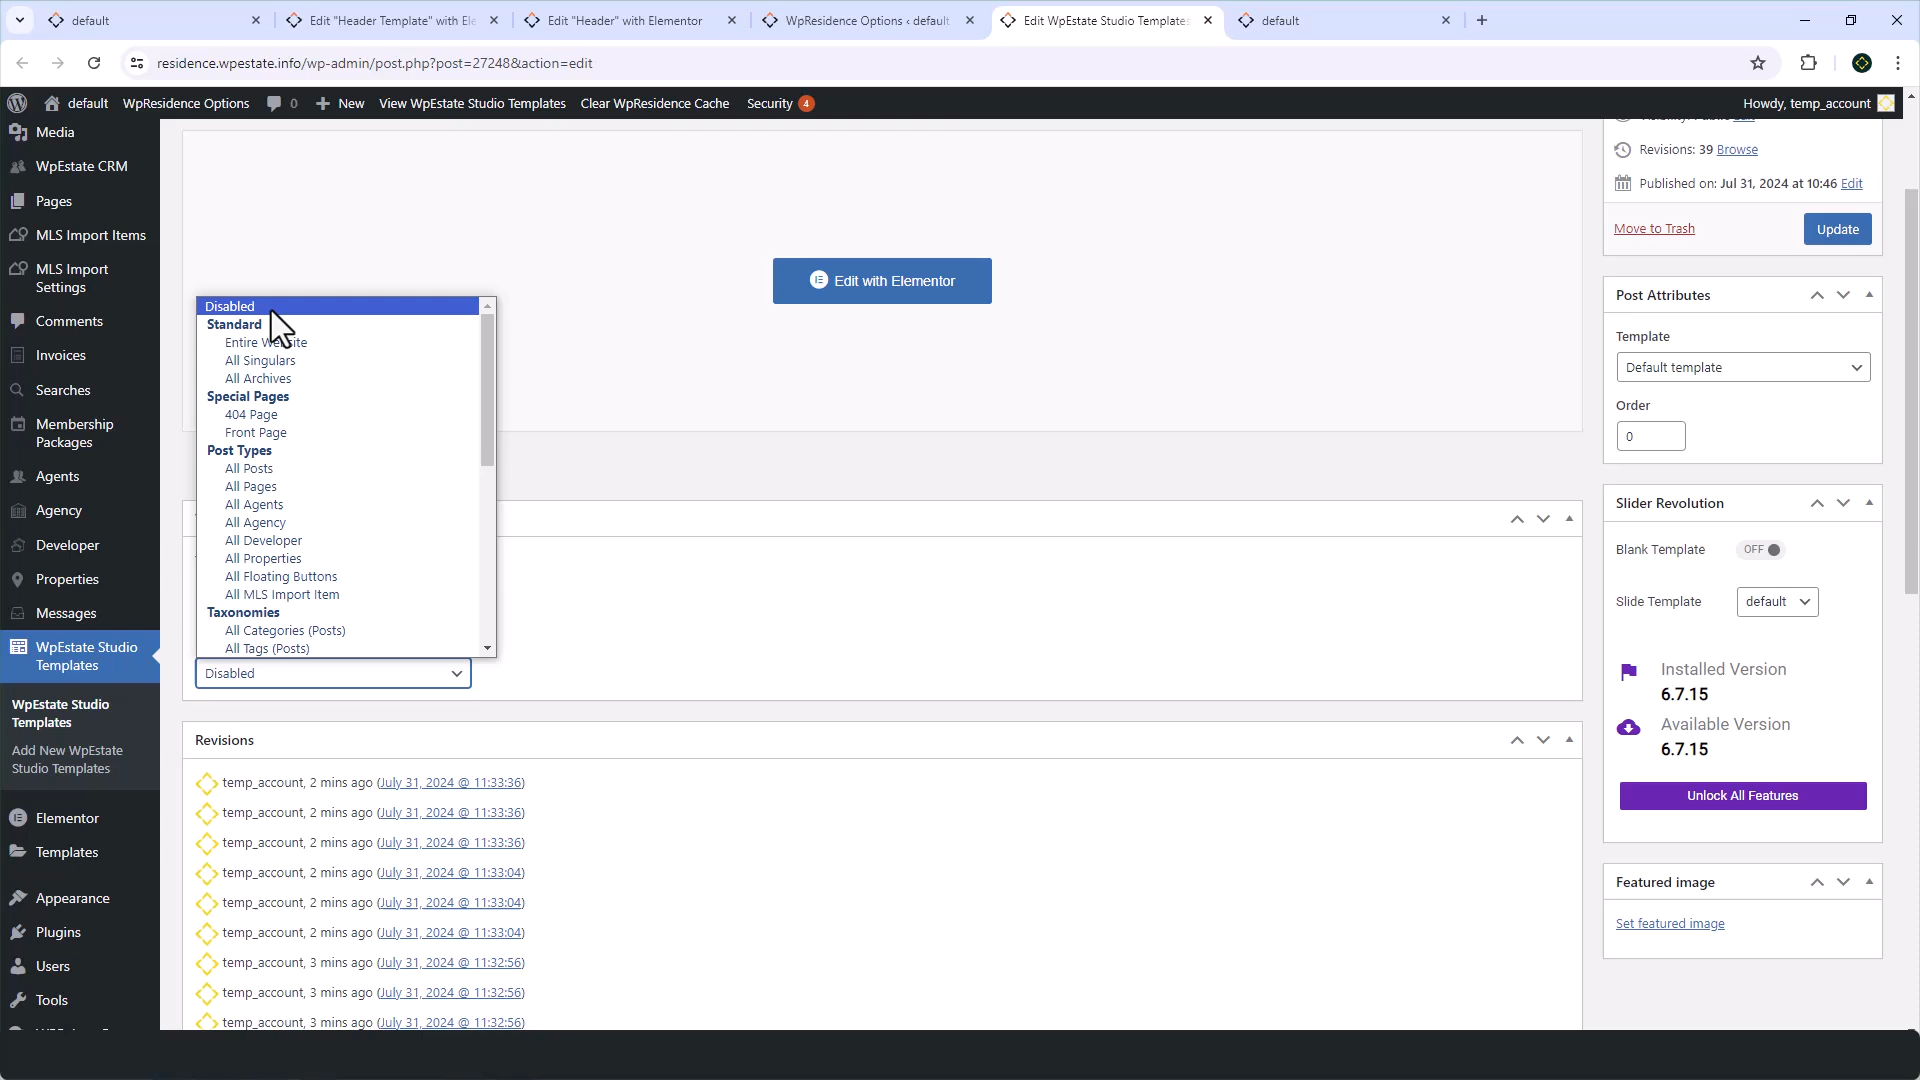 default
Edit "Header Template" with Ele
Edit "Header" with Elementor
WpResidence Options ‹ default
Edit WpEstate Studio Templates
default
residence.wpestate.info/wp-admin/post.php?post=27248&action=edit
default
WpResidence Options
0
New
View WpEstate Studio Templates
Clear WpResidence Cache
Security 4
Howdy, temp_account
Media
WpEstate CRM
Pages
MLS Import Items
MLS Import
Settings
Comments
Invoices
Searches
Membership
Packages
Agents
Agency
Developer
Properties
Messages
WpEstate Studio
Templates
WpEstate Studio
Templates
Add New WpEstate
Studio Templates
Elementor
Templates
Appearance
Plugins
Users
Tools
Edit with Elementor
Disabled
Standard
Entire Website
All Singulars
All Archives
Special Pages
404 Page
Front Page
Post Types
All Posts
All Pages
All Agents
All Agency
All Developer
All Properties
All Floating Buttons
All MLS Import Item
Taxonomies
All Categories (Posts)
All Tags (Posts)
Disabled
Revisions
temp_account, 2 mins ago (July 31, 2024 @ 11:33:36)
temp_account, 2 mins ago (July 31, 2024 @ 11:33:36)
temp_account, 2 mins ago (July 31, 2024 @ 11:33:36)
temp_account, 2 mins ago (July 31, 2024 @ 11:33:04)
temp_account, 2 mins ago (July 31, 2024 @ 11:33:04)
temp_account, 2 mins ago (July 31, 2024 @ 11:33:04)
temp_account, 3 mins ago (July 31, 2024 @ 11:32:56)
temp_account, 3 mins ago (July 31, 2024 @ 11:32:56)
temp_account, 3 mins ago (July 31, 2024 @ 11:32:56)
Visibility: Public Edit
Revisions: 39 Browse
Published on: Jul 31, 2024 at 10:46 Edit
Move to Trash
Update
Post Attributes
Template
Default template
Order
0
Slider Revolution
Blank Template OFF
Slide Template default
Installed Version
6.7.15
Available Version
6.7.15
Unlock All Features
Featured image
Set featured image